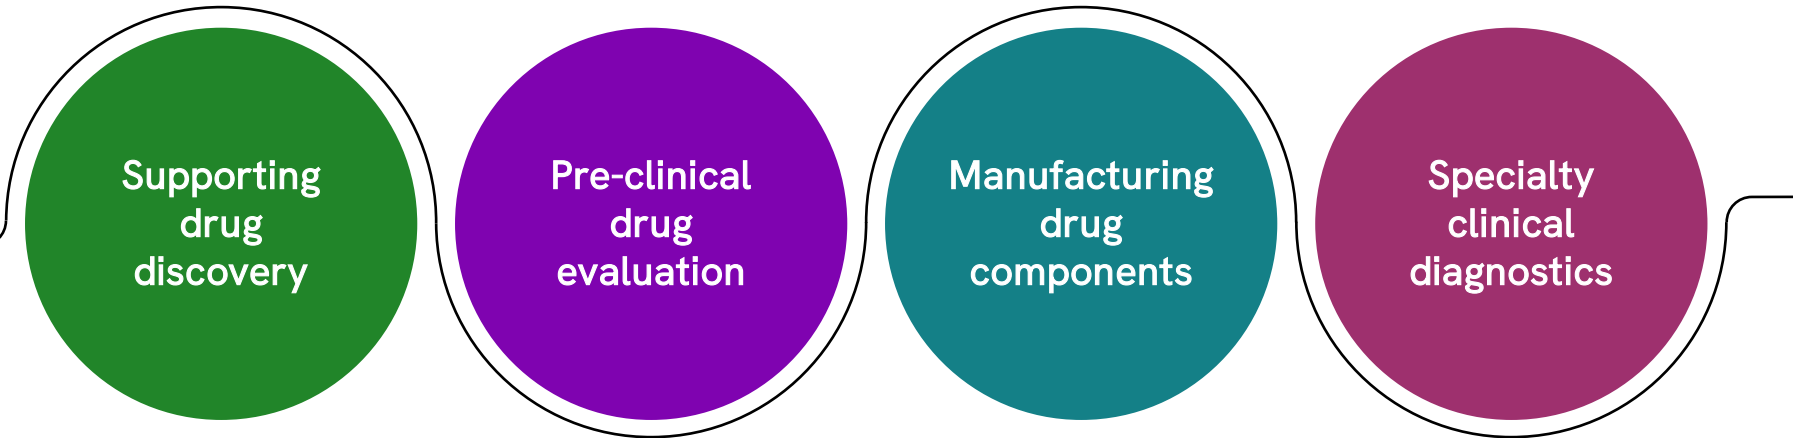 Supporting
drug
discovery
Pre-clinical
drug
evaluation
Manufacturing
drug
components
Specialty
clinical
diagnostics